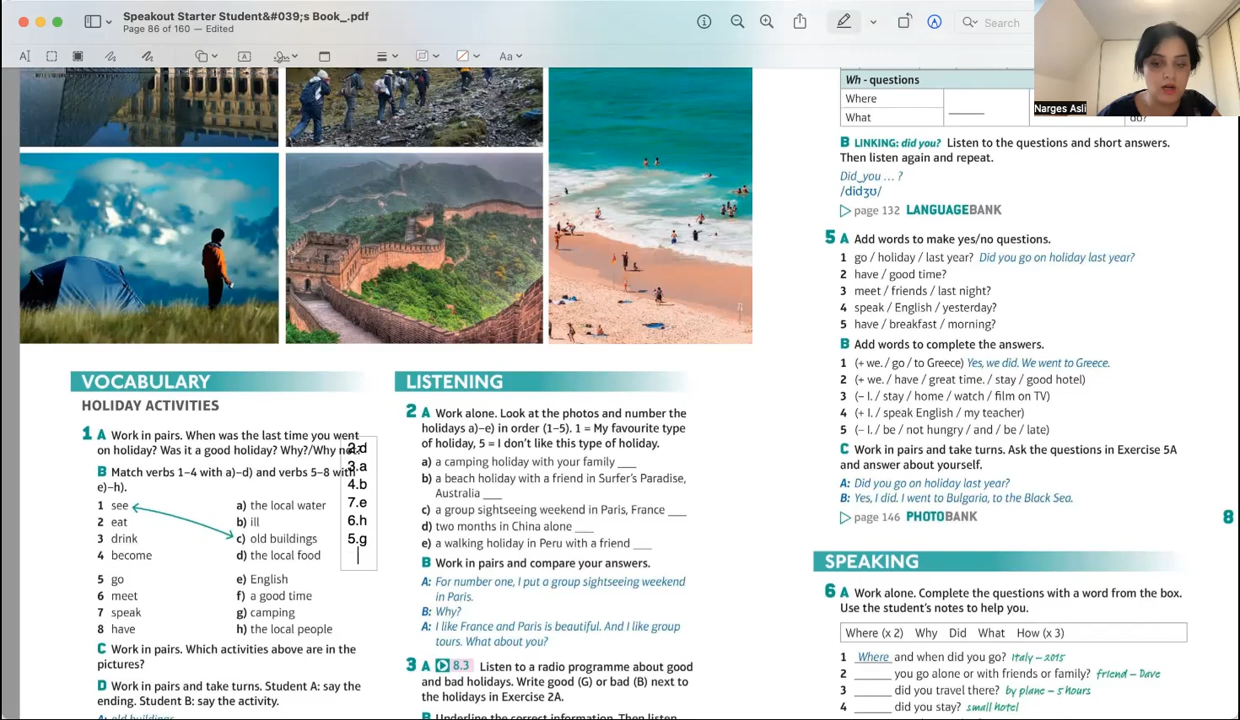 Speakout Starter Student&#039;s Book_.pdf
Page 86 of 160 — Edited
Search
Narges Asli
VOCABULARY
HOLIDAY ACTIVITIES
1 A Work in pairs. When was the last time you went
on holiday? Was it a good holiday? Why?/Why
B Match verbs 1–4 with a)–d) and verbs 5–8 with
e)–h).
1 see
2 eat
3 drink
4 become
a) the local water
b) ill
c) old buildings
d) the local food
5 go
6 meet
7 speak
8 have
e) English
f) a good time
g) camping
h) the local people
2.d
3.a
4.b
7.e
6.h
5.g
C Work in pairs. Which activities above are in the
pictures?
D Work in pairs and take turns. Student A: say the
ending. Student B: say the activity.
A: old buildings
LISTENING
2 A Work alone. Look at the photos and number the
holidays a)–e) in order (1–5). 1 = My favourite type
of holiday, 5 = I don't like this type of holiday.
a) a camping holiday with your family ___
b) a beach holiday with a friend in Surfer's Paradise,
Australia ___
c) a group sightseeing weekend in Paris, France ___
d) two months in China alone ___
e) a walking holiday in Peru with a friend ___
B Work in pairs and compare your answers.
A: For number one, I put a group sightseeing weekend
in Paris.
B: Why?
A: I like France and Paris is beautiful. And I like group
tours. What about you?
3 A 8.3 Listen to a radio programme about good
and bad holidays. Write good (G) or bad (B) next to
the holidays in Exercise 2A.
B Underline the correct information. Then listen
Wh - questions
Where
What
______
do?
B LINKING: did you? Listen to the questions and short answers.
Then listen again and repeat.
Did‿you … ?
/dɪdʒʊ/
page 132 LANGUAGEBANK
5 A Add words to make yes/no questions.
1 go / holiday / last year? Did you go on holiday last year?
2 have / good time?
3 meet / friends / last night?
4 speak / English / yesterday?
5 have / breakfast / morning?
B Add words to complete the answers.
1 (+ we. / go / to Greece) Yes, we did. We went to Greece.
2 (+ we. / have / great time. / stay / good hotel)
3 (– I. / stay / home / watch / film on TV)
4 (+ I. / speak English / my teacher)
5 (– I. / be / not hungry / and / be / late)
C Work in pairs and take turns. Ask the questions in Exercise 5A
and answer about yourself.
A: Did you go on holiday last year?
B: Yes, I did. I went to Bulgaria, to the Black Sea.
page 146 PHOTOBANK
8
SPEAKING
6 A Work alone. Complete the questions with a word from the box.
Use the student's notes to help you.
Where (x 2) Why Did What How (x 3)
1 Where and when did you go? Italy – 2015
2 ______ you go alone or with friends or family? friend – Dave
3 ______ did you travel there? by plane – 5 hours
4 ______ did you stay? small hotel